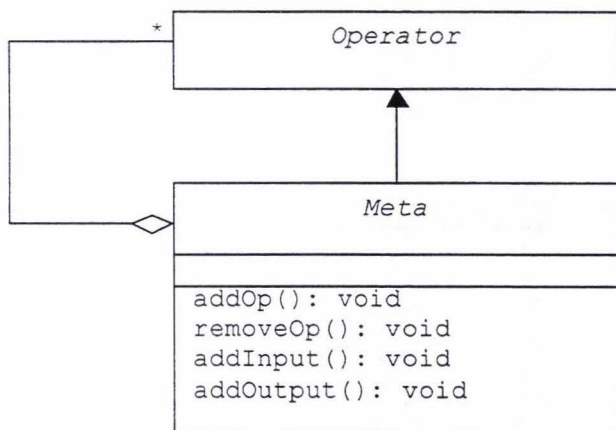 *
Operator
Meta
addOp(): void
removeOp(): void
addInput(): void
addOutput(): void